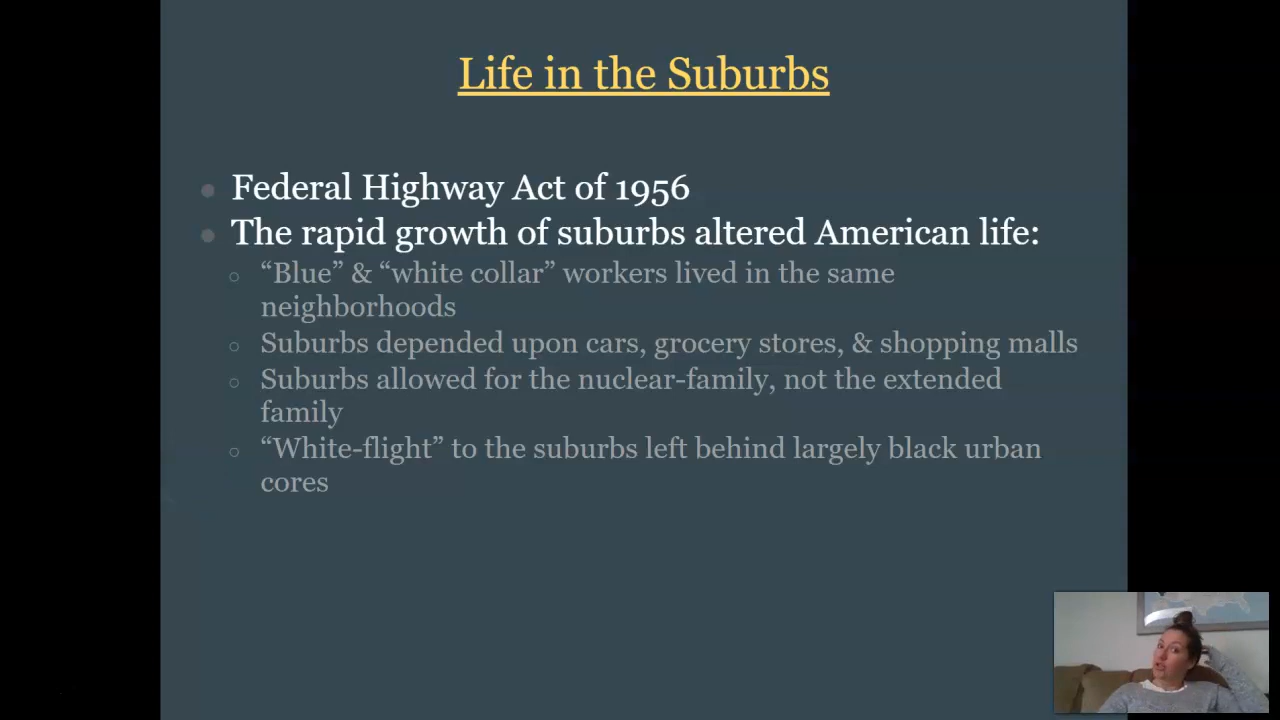 Life in the Suburbs
Federal Highway Act of 1956
The rapid growth of suburbs altered American life:
“Blue” & “white collar” workers lived in the same
neighborhoods
Suburbs depended upon cars, grocery stores, & shopping malls
Suburbs allowed for the nuclear-family, not the extended
family
“White-flight” to the suburbs left behind largely black urban
cores